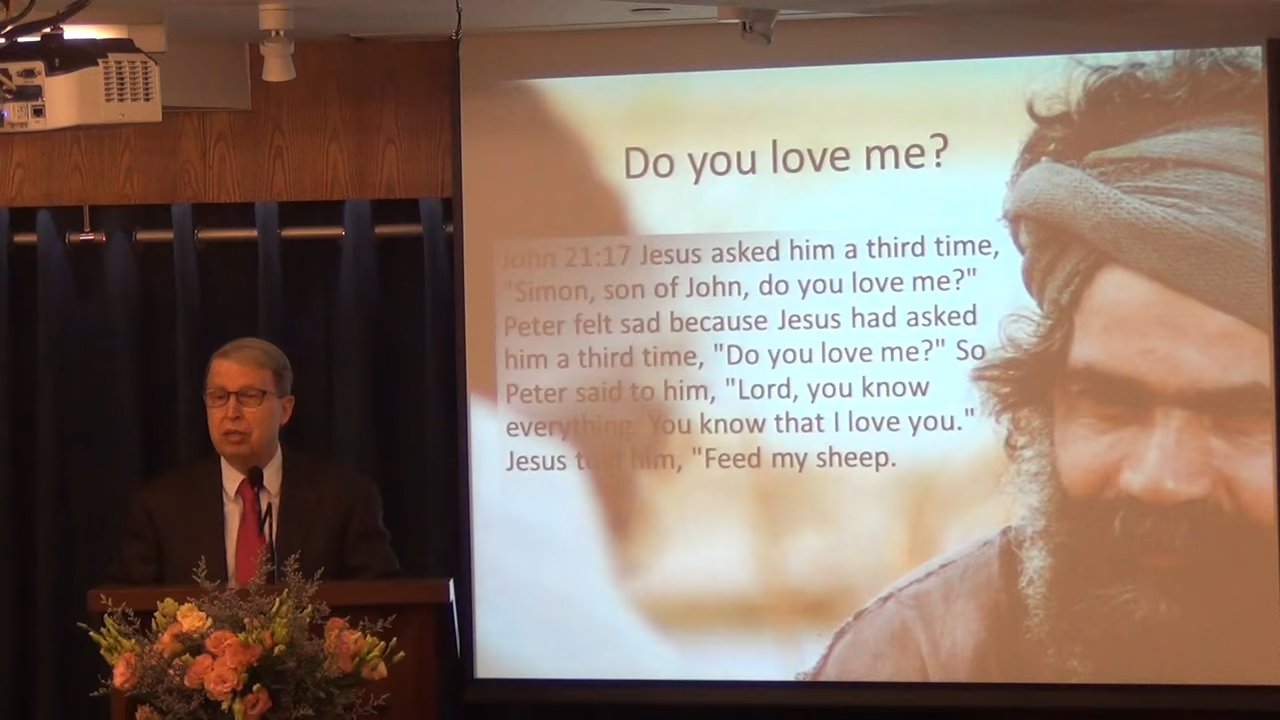 Do you love me?
John 21:17 Jesus asked him a third time,
"Simon, son of John, do you love me?"
Peter felt sad because Jesus had asked
him a third time, "Do you love me?" So
Peter said to him, "Lord, you know
everything. You know that I love you."
Jesus told him, "Feed my sheep.